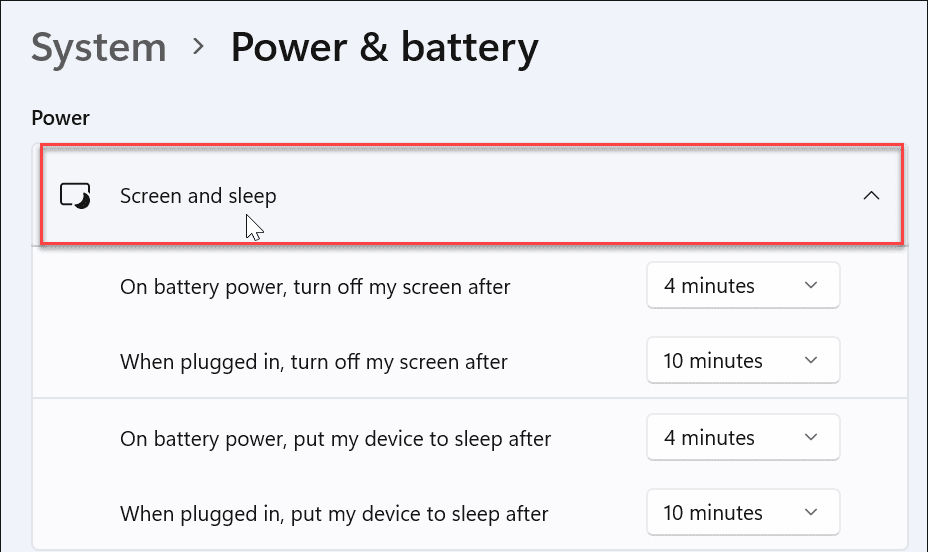 System > Power & battery
Power
Screen and sleep
On battery power, turn off my screen after 4 minutes
When plugged in, turn off my screen after 10 minutes
On battery power, put my device to sleep after 4 minutes
When plugged in, put my device to sleep after 10 minutes